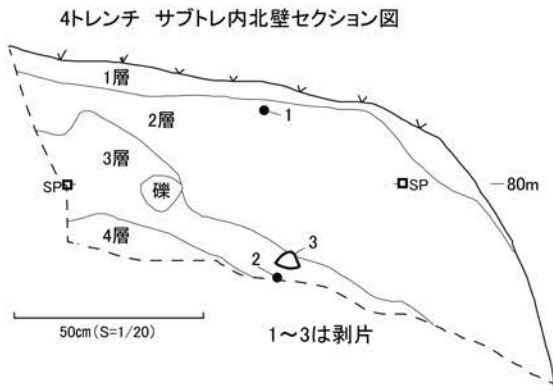 4トレンチ サブトレ内北壁セクション図
1層
1
2層
3層
SP
礫
SP
80m
4層
3
2
50cm(S=1/20)
1～3は剥片